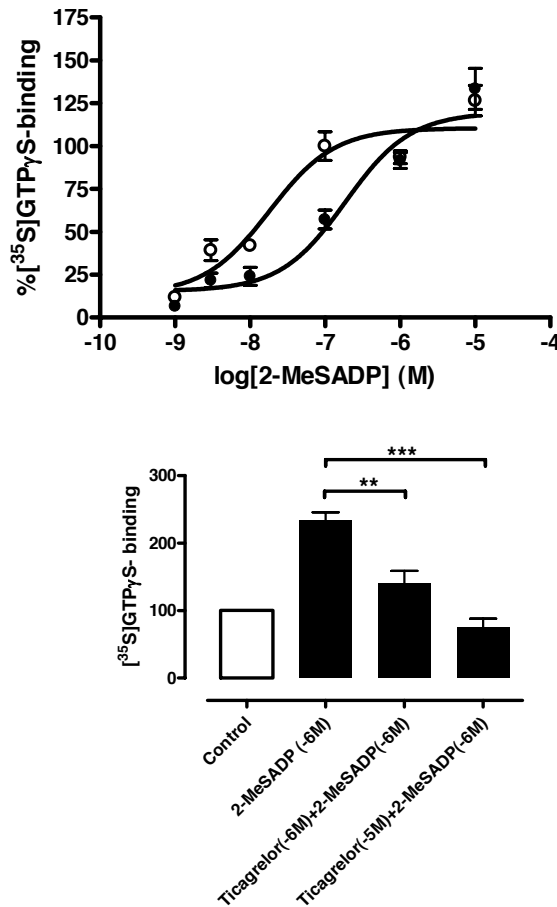 175
150
125
100
75
50
25
0
%[³⁵S]GTPγS-binding
-10 -9 -8 -7 -6 -5 -4
log[2-MeSADP] (M)
***
**
300
200
100
0
[³⁵S]GTPγS- binding
Control
2-MeSADP (-6M)
Ticagrelor(-6M)+2-MeSADP(-6M)
Ticagrelor(-5M)+2-MeSADP(-6M)